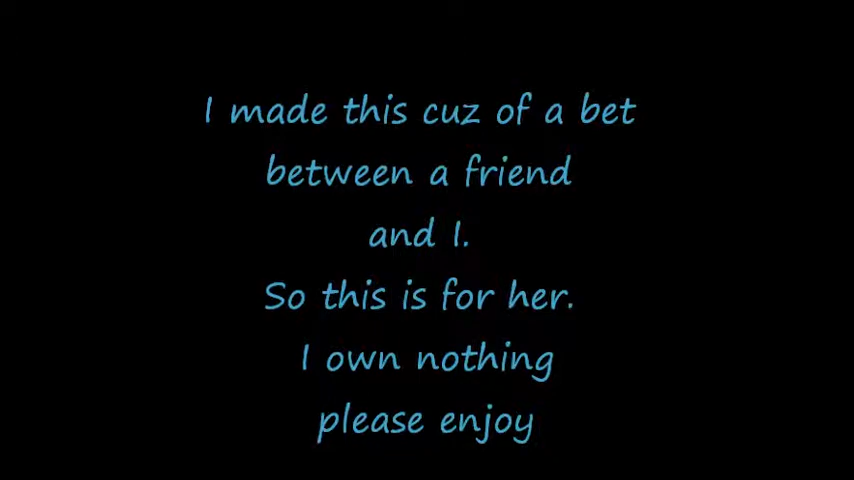 I made this cuz of a bet
between a friend
and I.
So this is for her.
I own nothing
please enjoy